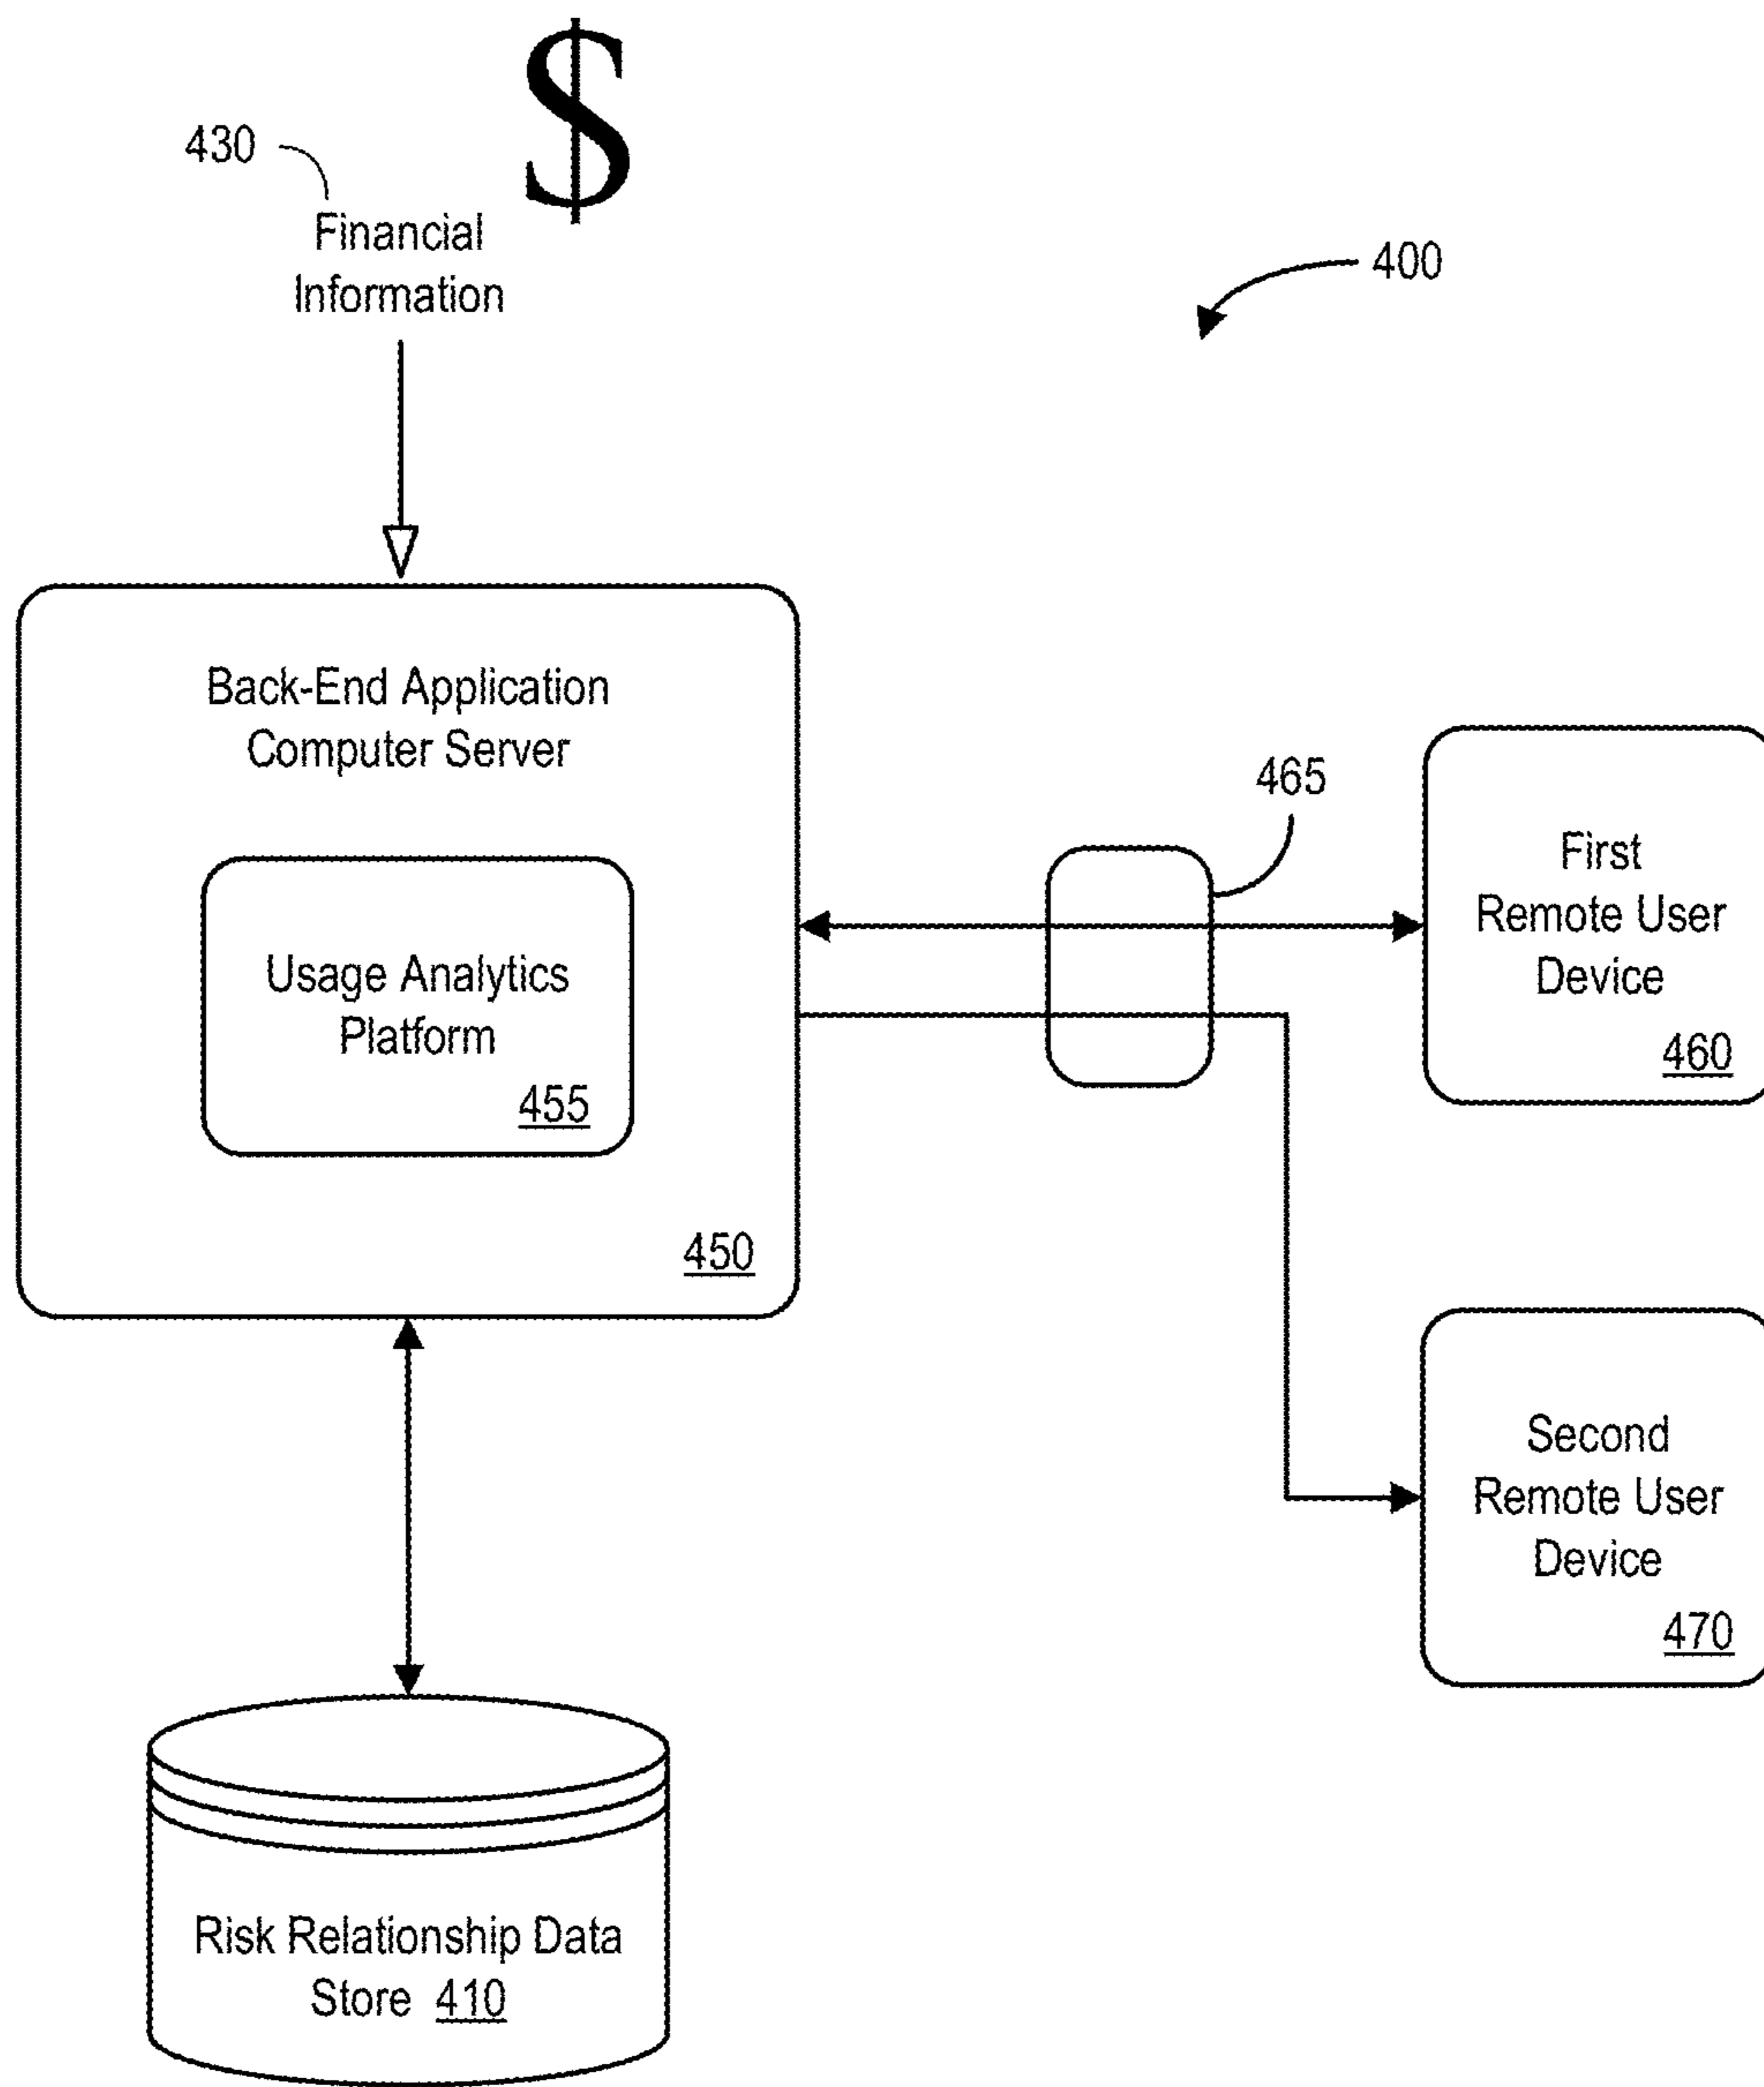 $
430
Financial
Information
400
Back-End Application
Computer Server
465
First
Remote User
Device
460
Usage Analytics
Platform
455
450
Second
Remote User
Device
470
Risk Relationship Data
Store 410